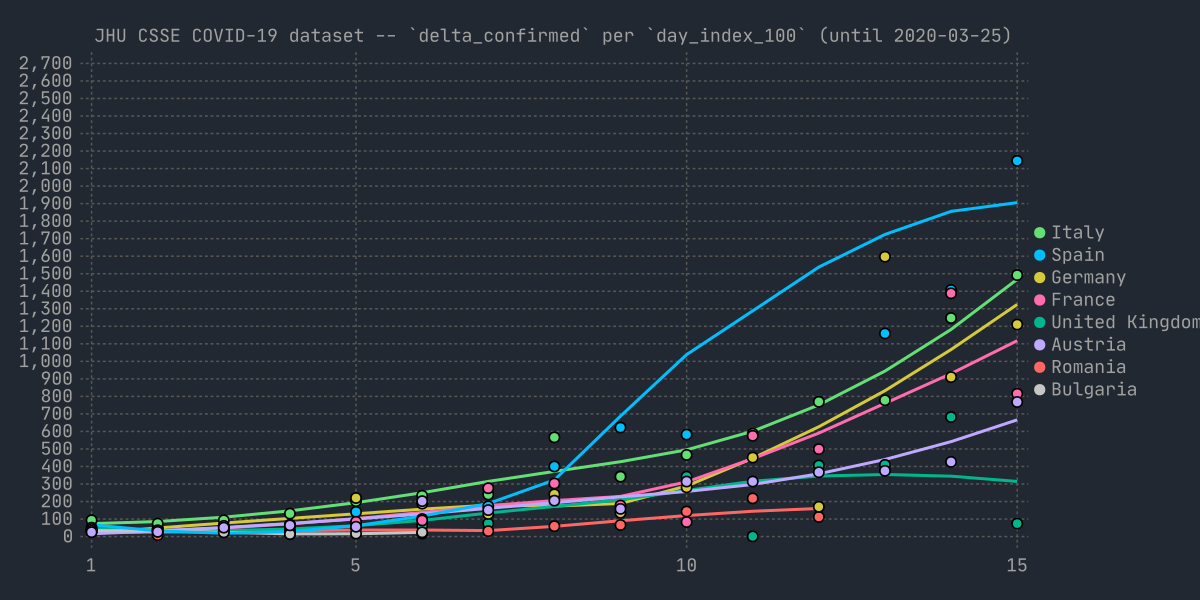 JHU CSSE COVID-19 dataset -- `delta_confirmed` per `day_index_100` (until 2020-03-25)
2,700
2,600
2,500
2,400
2,300
2,200
2,100
2,000
1,900
1,800
1,700
1,600
1,500
1,400
1,300
1,200
1,100
1,000
900
800
700
600
500
400
300
200
100
0
1 5 10 15
Italy
Spain
Germany
France
United Kingdom
Austria
Romania
Bulgaria